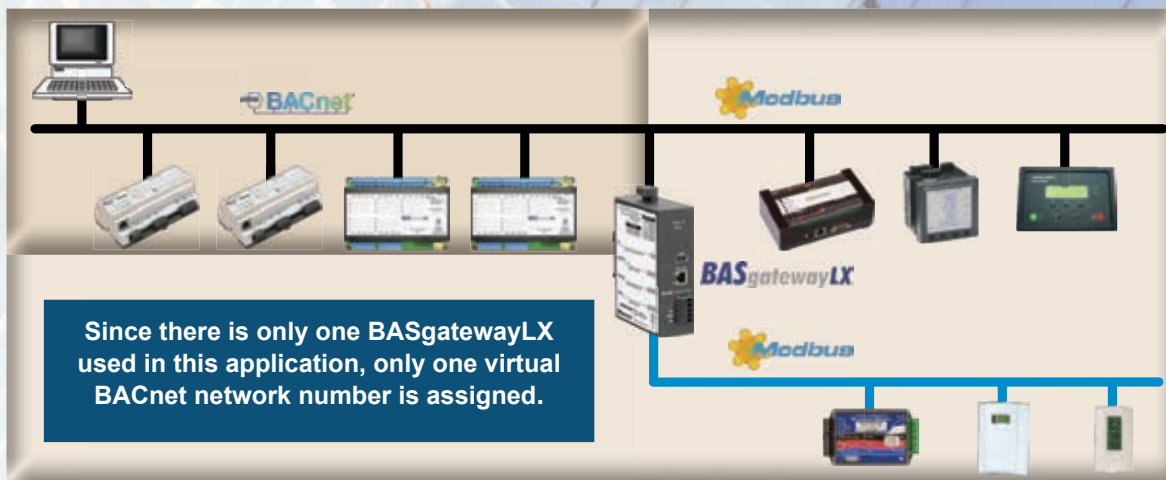 BACnet
Modbus
BASgatewayLX
Since there is only one BASgatewayLX
used in this application, only one virtual
BACnet network number is assigned.
Modbus